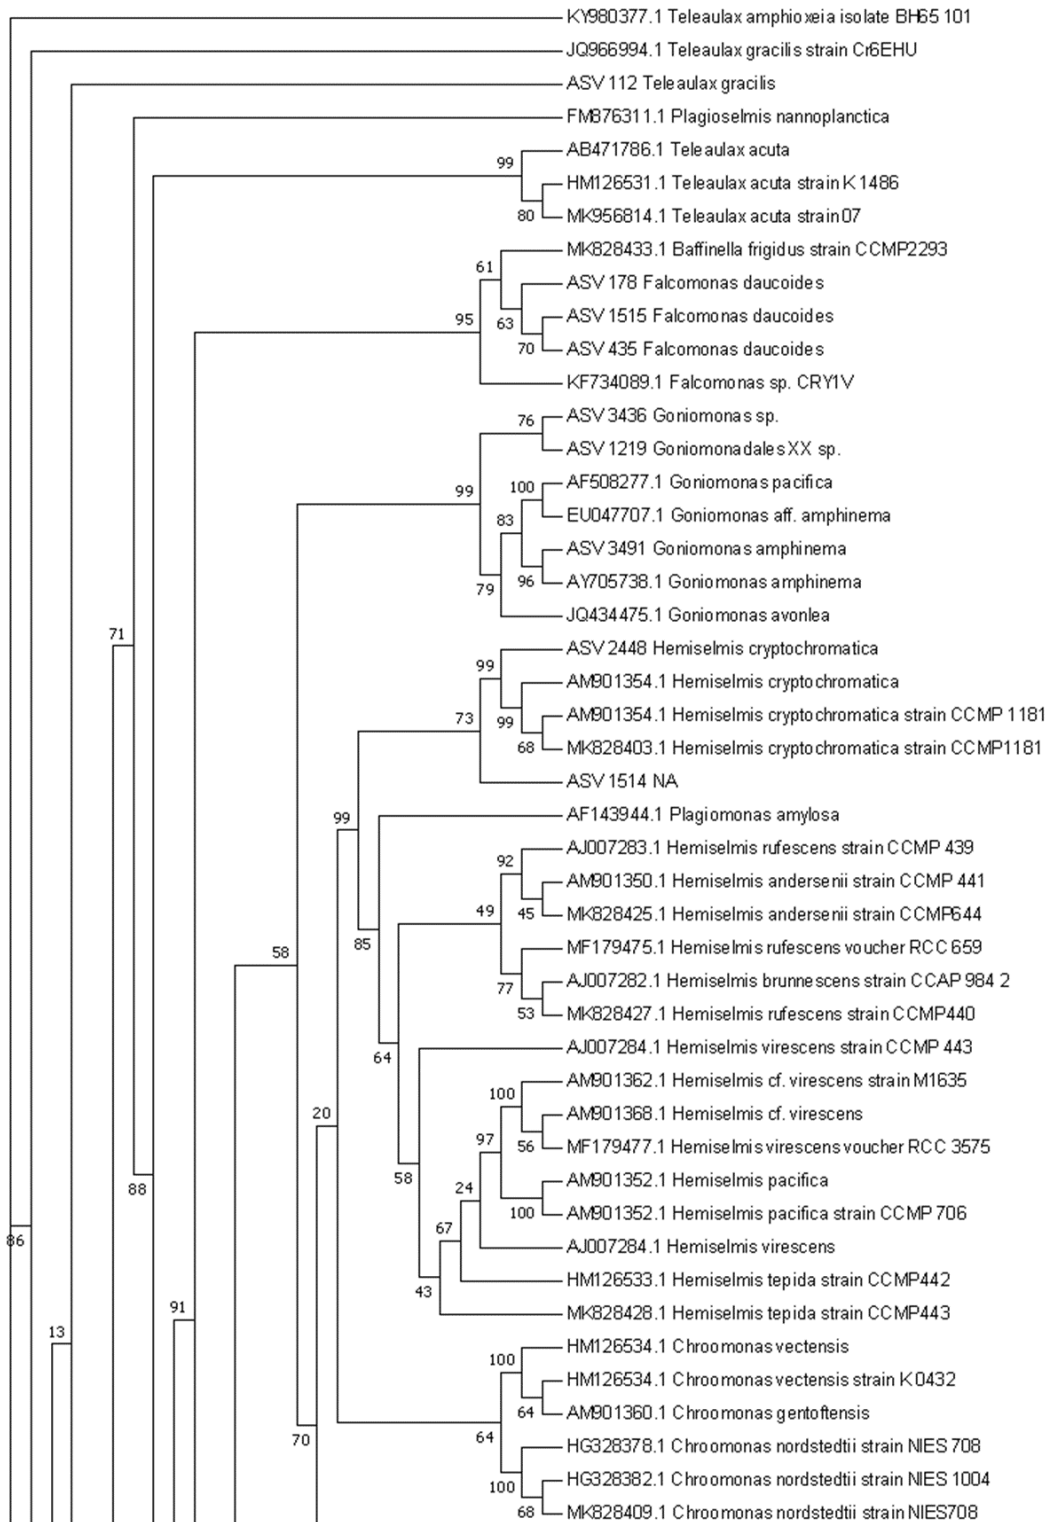 KY980377.1 Teleaulax amphioxeia isolate BH65 101
JQ966994.1 Teleaulax gracilis strain Cr6EHU
ASV 112 Teleaulax gracilis
FM876311.1 Plagioselmis nannoplanctica
AB471786.1 Teleaulax acuta
99
HM126531.1 Teleaulax acuta strain K 1486
80
MK956814.1 Teleaulax acuta strain 07
MK828433.1 Baffinella frigidus strain CCMP2293
61
ASV 178 Falcomonas daucoides
95
63
ASV 1515 Falcomonas daucoides
70
ASV 435 Falcomonas daucoides
KF734089.1 Falcomonas sp. CRY1V
76
ASV 3436 Goniomonas sp.
ASV 1219 Goniomonadales XX sp.
99
100
AF508277.1 Goniomonas pacifica
83
EU047707.1 Goniomonas aff. amphinema
ASV 3491 Goniomonas amphinema
79
96
AY705738.1 Goniomonas amphinema
JQ434475.1 Goniomonas avonlea
71
ASV 2448 Hemiselmis cryptochromatica
99
AM901354.1 Hemiselmis cryptochromatica
73
99
AM901354.1 Hemiselmis cryptochromatica strain CCMP 1181
68
MK828403.1 Hemiselmis cryptochromatica strain CCMP1181
ASV 1514 NA
99
AF143944.1 Plagiomonas amylosa
AJ007283.1 Hemiselmis rufescens strain CCMP 439
92
AM901350.1 Hemiselmis andersenii strain CCMP 441
49
45
MK828425.1 Hemiselmis andersenii strain CCMP644
85
58
MF179475.1 Hemiselmis rufescens voucher RCC 659
77
AJ007282.1 Hemiselmis brunnescens strain CCAP 984 2
53
MK828427.1 Hemiselmis rufescens strain CCMP440
64
AJ007284.1 Hemiselmis virescens strain CCMP 443
AM901362.1 Hemiselmis cf. virescens strain M1635
100
20
AM901368.1 Hemiselmis cf. virescens
97
56
MF179477.1 Hemiselmis virescens voucher RCC 3575
58
88
24
AM901352.1 Hemiselmis pacifica
100
AM901352.1 Hemiselmis pacifica strain CCMP 706
86
67
AJ007284.1 Hemiselmis virescens
HM126533.1 Hemiselmis tepida strain CCMP442
43
91
MK828428.1 Hemiselmis tepida strain CCMP443
13
HM126534.1 Chroomonas vectensis
100
HM126534.1 Chroomonas vectensis strain K 0432
64
AM901360.1 Chroomonas gentoftensis
70
64
HG328378.1 Chroomonas nordstedtii strain NIES 708
100
HG328382.1 Chroomonas nordstedtii strain NIES 1004
68
MK828409.1 Chroomonas nordstedtii strain NIES708